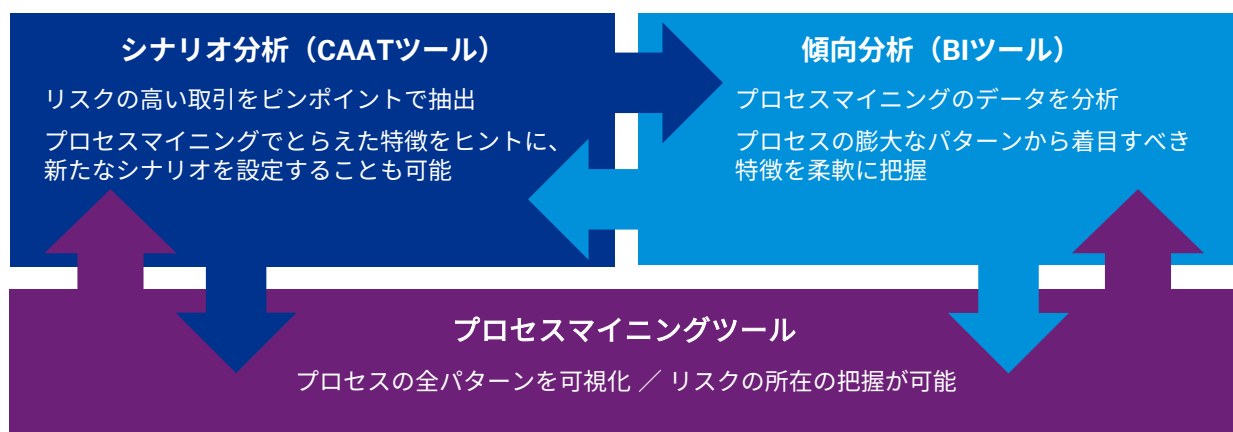 シナリオ分析（CAATツール）
リスクの高い取引をピンポイントで抽出
プロセスマイニングでとらえた特徴をヒントに、
新たなシナリオを設定することも可能
傾向分析（BIツール）
プロセスマイニングのデータを分析
プロセスの膨大なパターンから着目すべき
特徴を柔軟に把握
プロセスマイニングツール
プロセスの全パターンを可視化 ／ リスクの所在の把握が可能